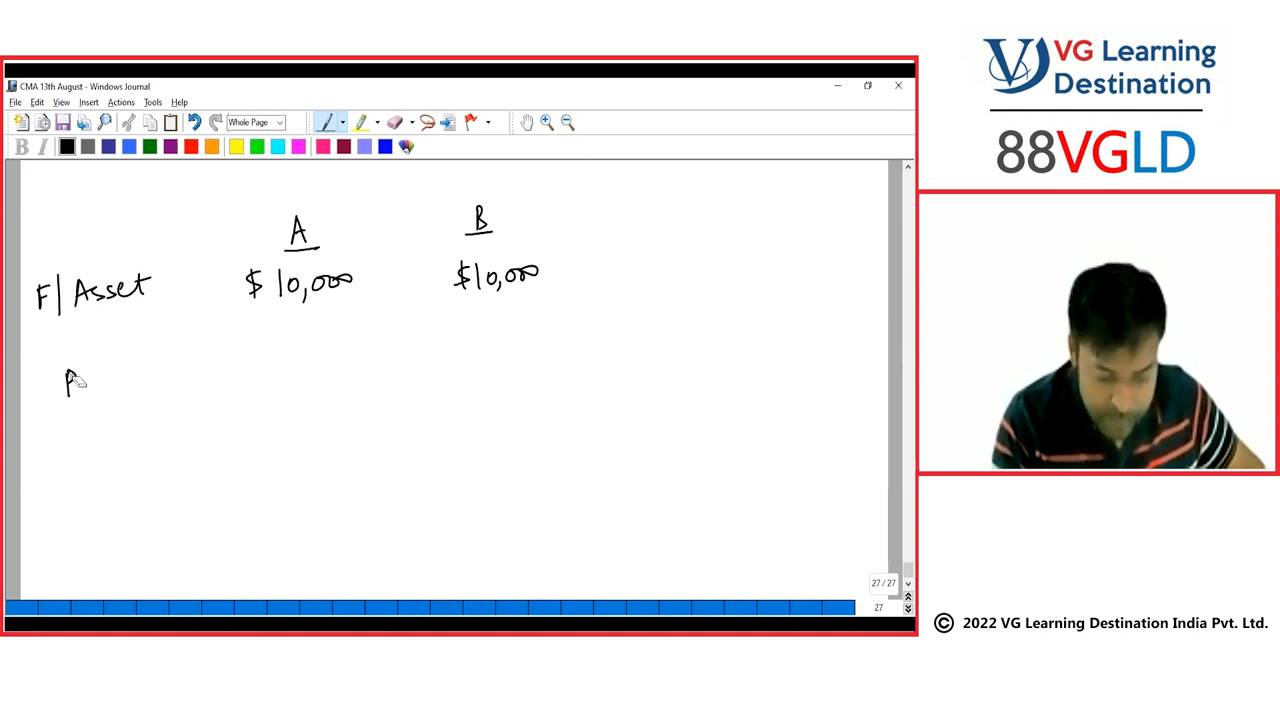 CMA 13th August - Windows Journal
File Edit View Insert Actions Tools Help
Whole Page
B I
A B
F/Asset $10,000 $10,000
27 / 27
27
VG Learning
Destination
88VGLD
© 2022 VG Learning Destination India Pvt. Ltd.